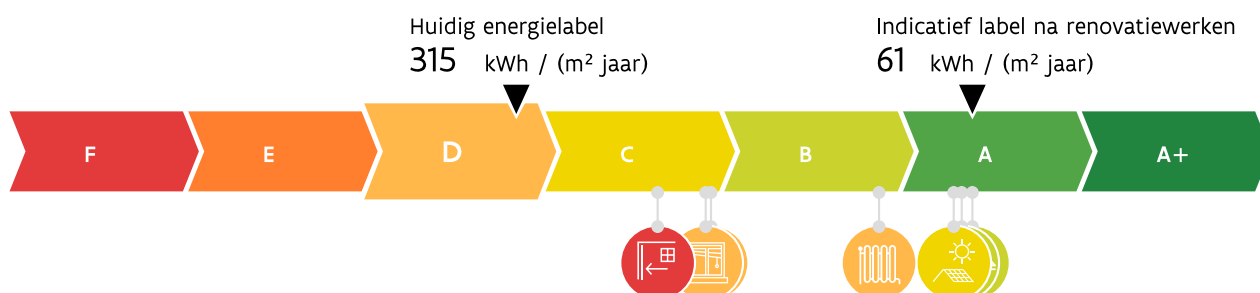 Huidig energielabel
315 kWh / (m² jaar)
Indicatief label na renovatiewerken
61 kWh / (m² jaar)
F E D C B A A+